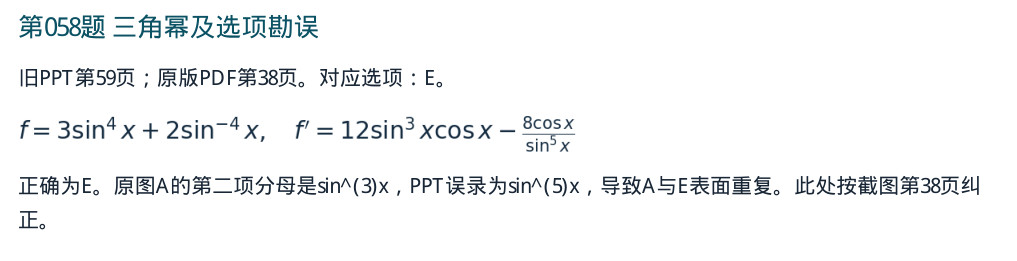 第058题 三角幂及选项勘误
旧PPT第59页；原版PDF第38页。对应选项：E。
f = 3sin⁴ x + 2sin⁻⁴ x, f′ = 12sin³ xcos x − 8cos x / sin⁵ x
正确为E。原图A的第二项分母是sin^(3)x，PPT误录为sin^(5)x，导致A与E表面重复。此处按截图第38页纠
正。